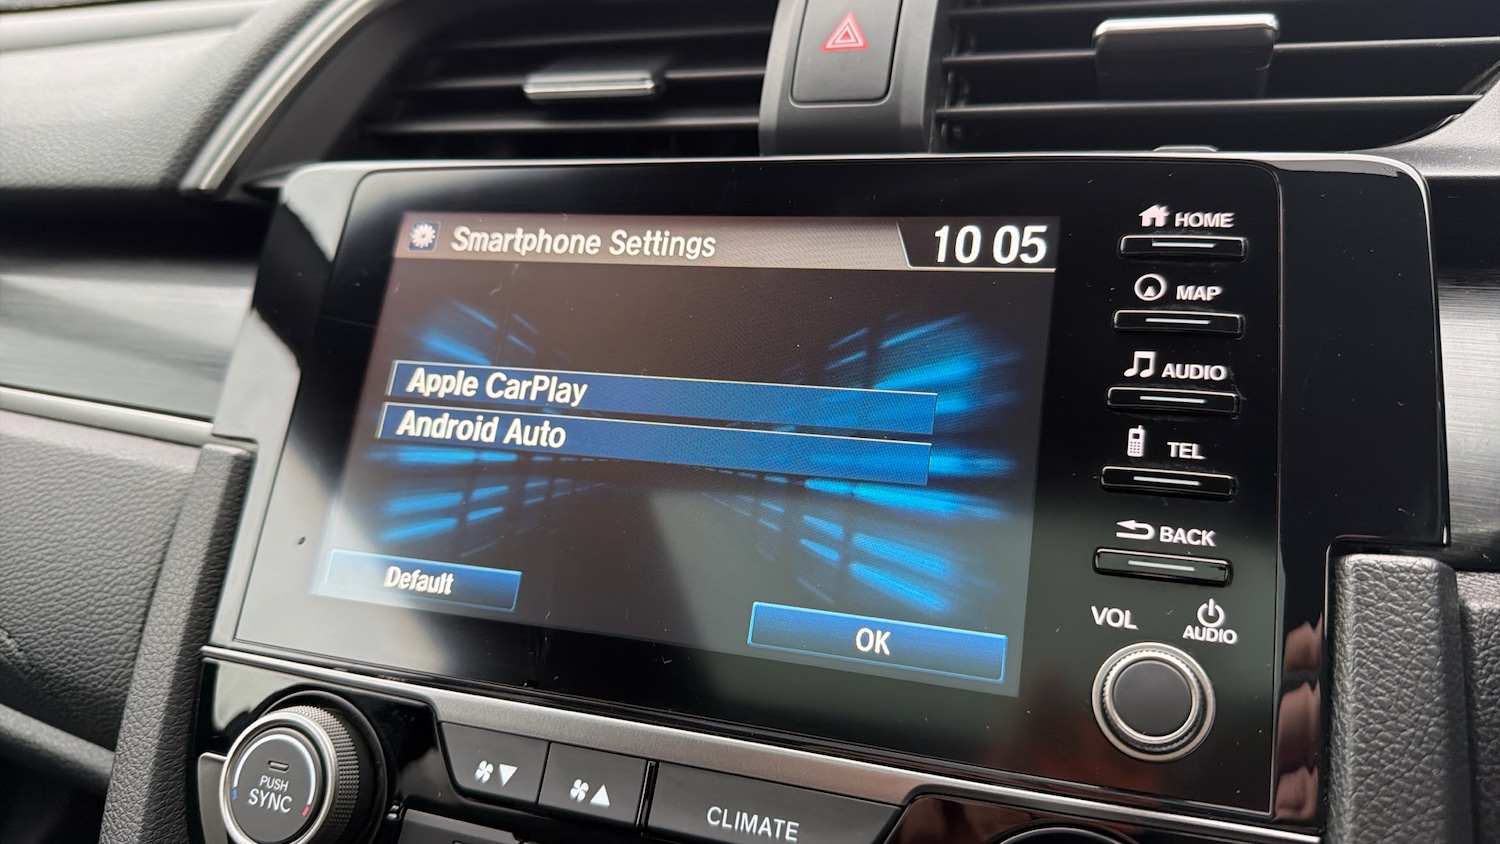 Smartphone Settings
10 05
Apple CarPlay
Android Auto
Default
OK
HOME
MAP
AUDIO
TEL
BACK
VOL
AUDIO
PUSH
SYNC
CLIMATE